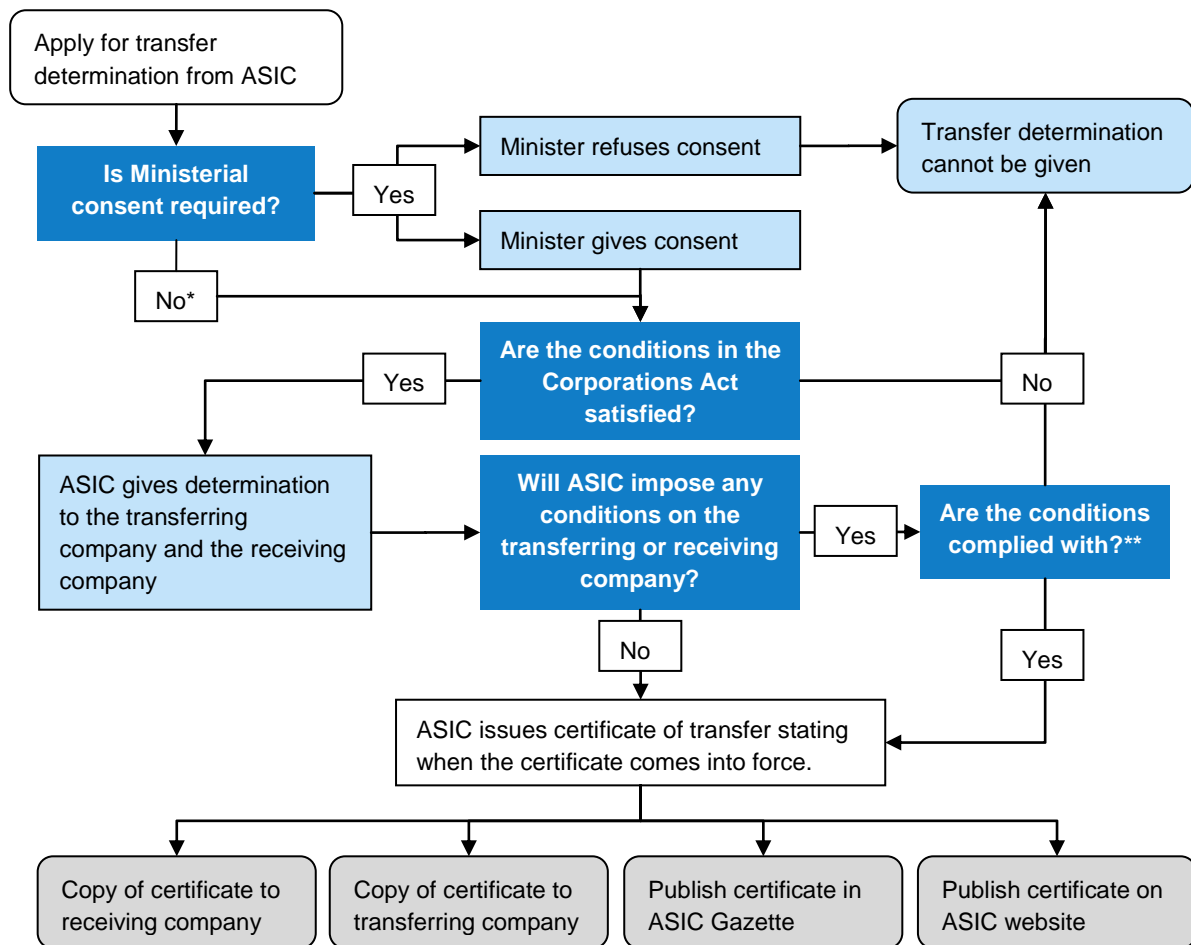 Apply for transfer
determination from ASIC
Is Ministerial
consent required?
Yes
Minister refuses consent
Transfer determination
cannot be given
Minister gives consent
No*
Are the conditions in the
Corporations Act
satisfied?
Yes
No
ASIC gives determination
to the transferring
company and the receiving
company
Will ASIC impose any
conditions on the
transferring or receiving
company?
Yes
Are the conditions
complied with?**
No
Yes
ASIC issues certificate of transfer stating
when the certificate comes into force.
Copy of certificate to
receiving company
Copy of certificate to
transferring company
Publish certificate in
ASIC Gazette
Publish certificate on
ASIC website